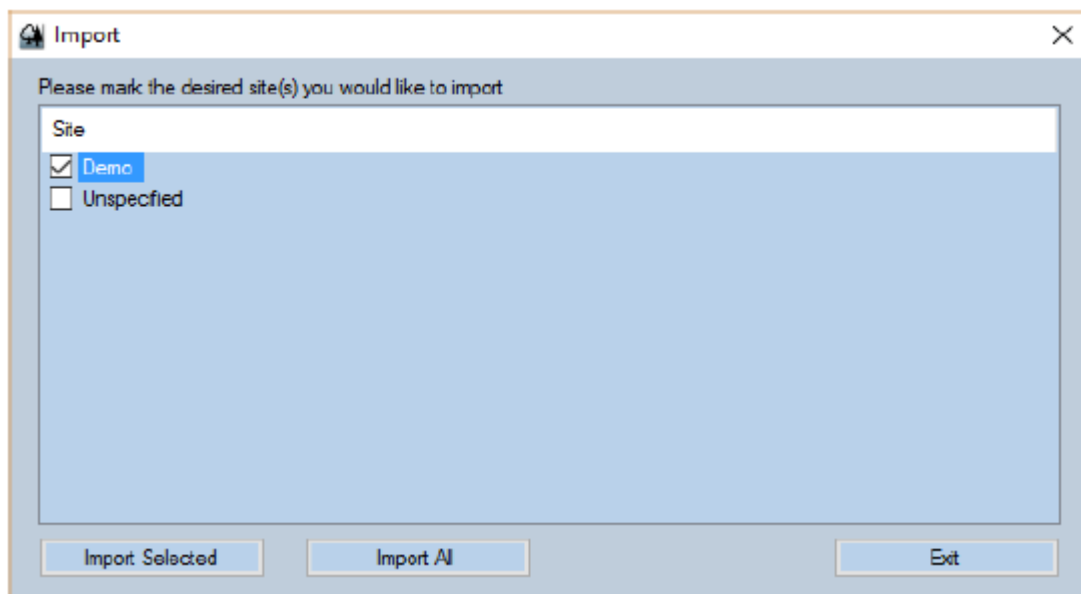 Import
Please mark the desired site(s) you would like to import
Site
Demo
Unspecified
Import Selected
Import All
Exit